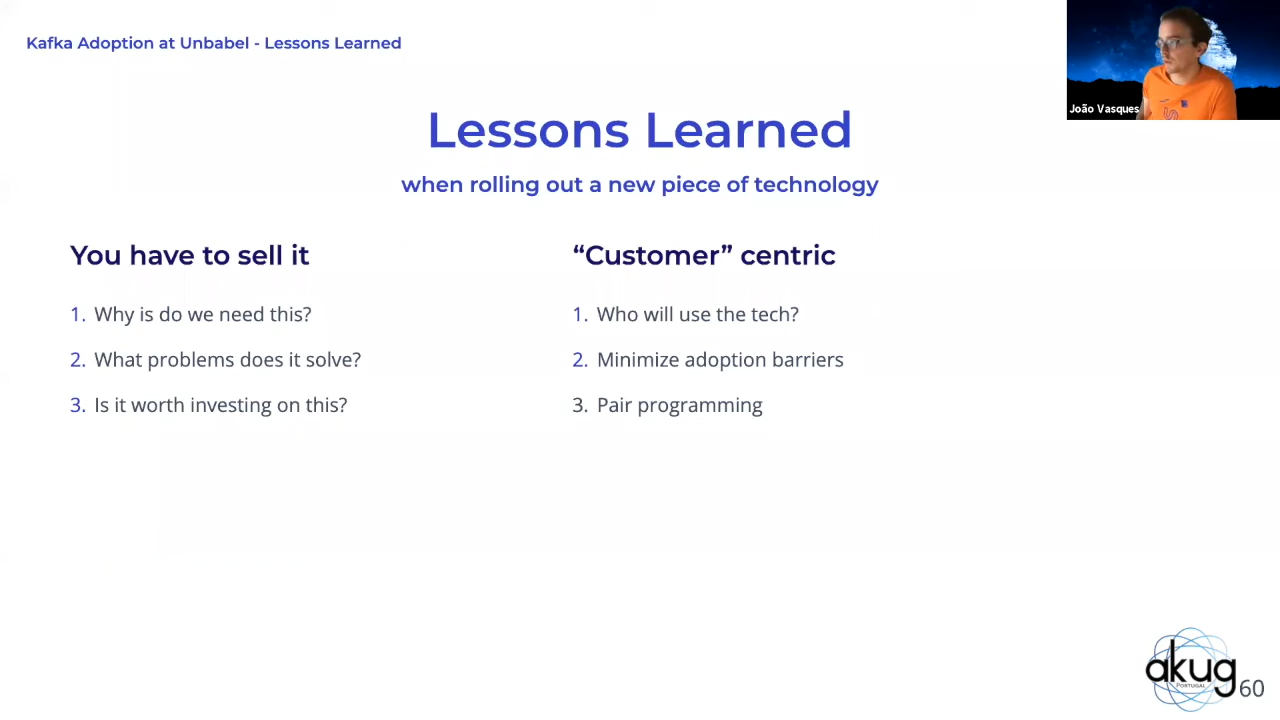 Kafka Adoption at Unbabel - Lessons Learned
João Vasques
Lessons Learned
when rolling out a new piece of technology
You have to sell it
1. Why is do we need this?
2. What problems does it solve?
3. Is it worth investing on this?
“Customer” centric
1. Who will use the tech?
2. Minimize adoption barriers
3. Pair programming
akug
PORTUGAL
60